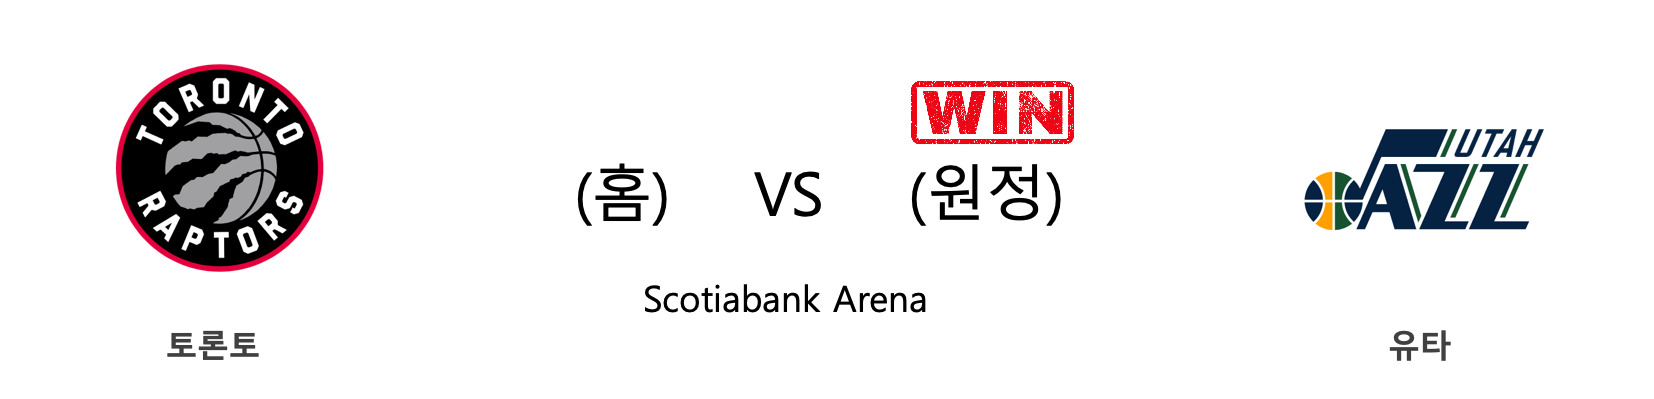 TORONTO
RAPTORS
WIN
(홈) VS (원정)
UTAH
JAZZ
Scotiabank Arena
토론토
유타